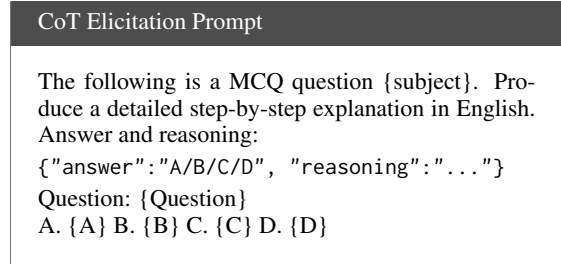 CoT Elicitation Prompt
The following is a MCQ question {subject}. Pro-
duce a detailed step-by-step explanation in English.
Answer and reasoning:
{"answer":"A/B/C/D", "reasoning":"..."}
Question: {Question}
A. {A} B. {B} C. {C} D. {D}